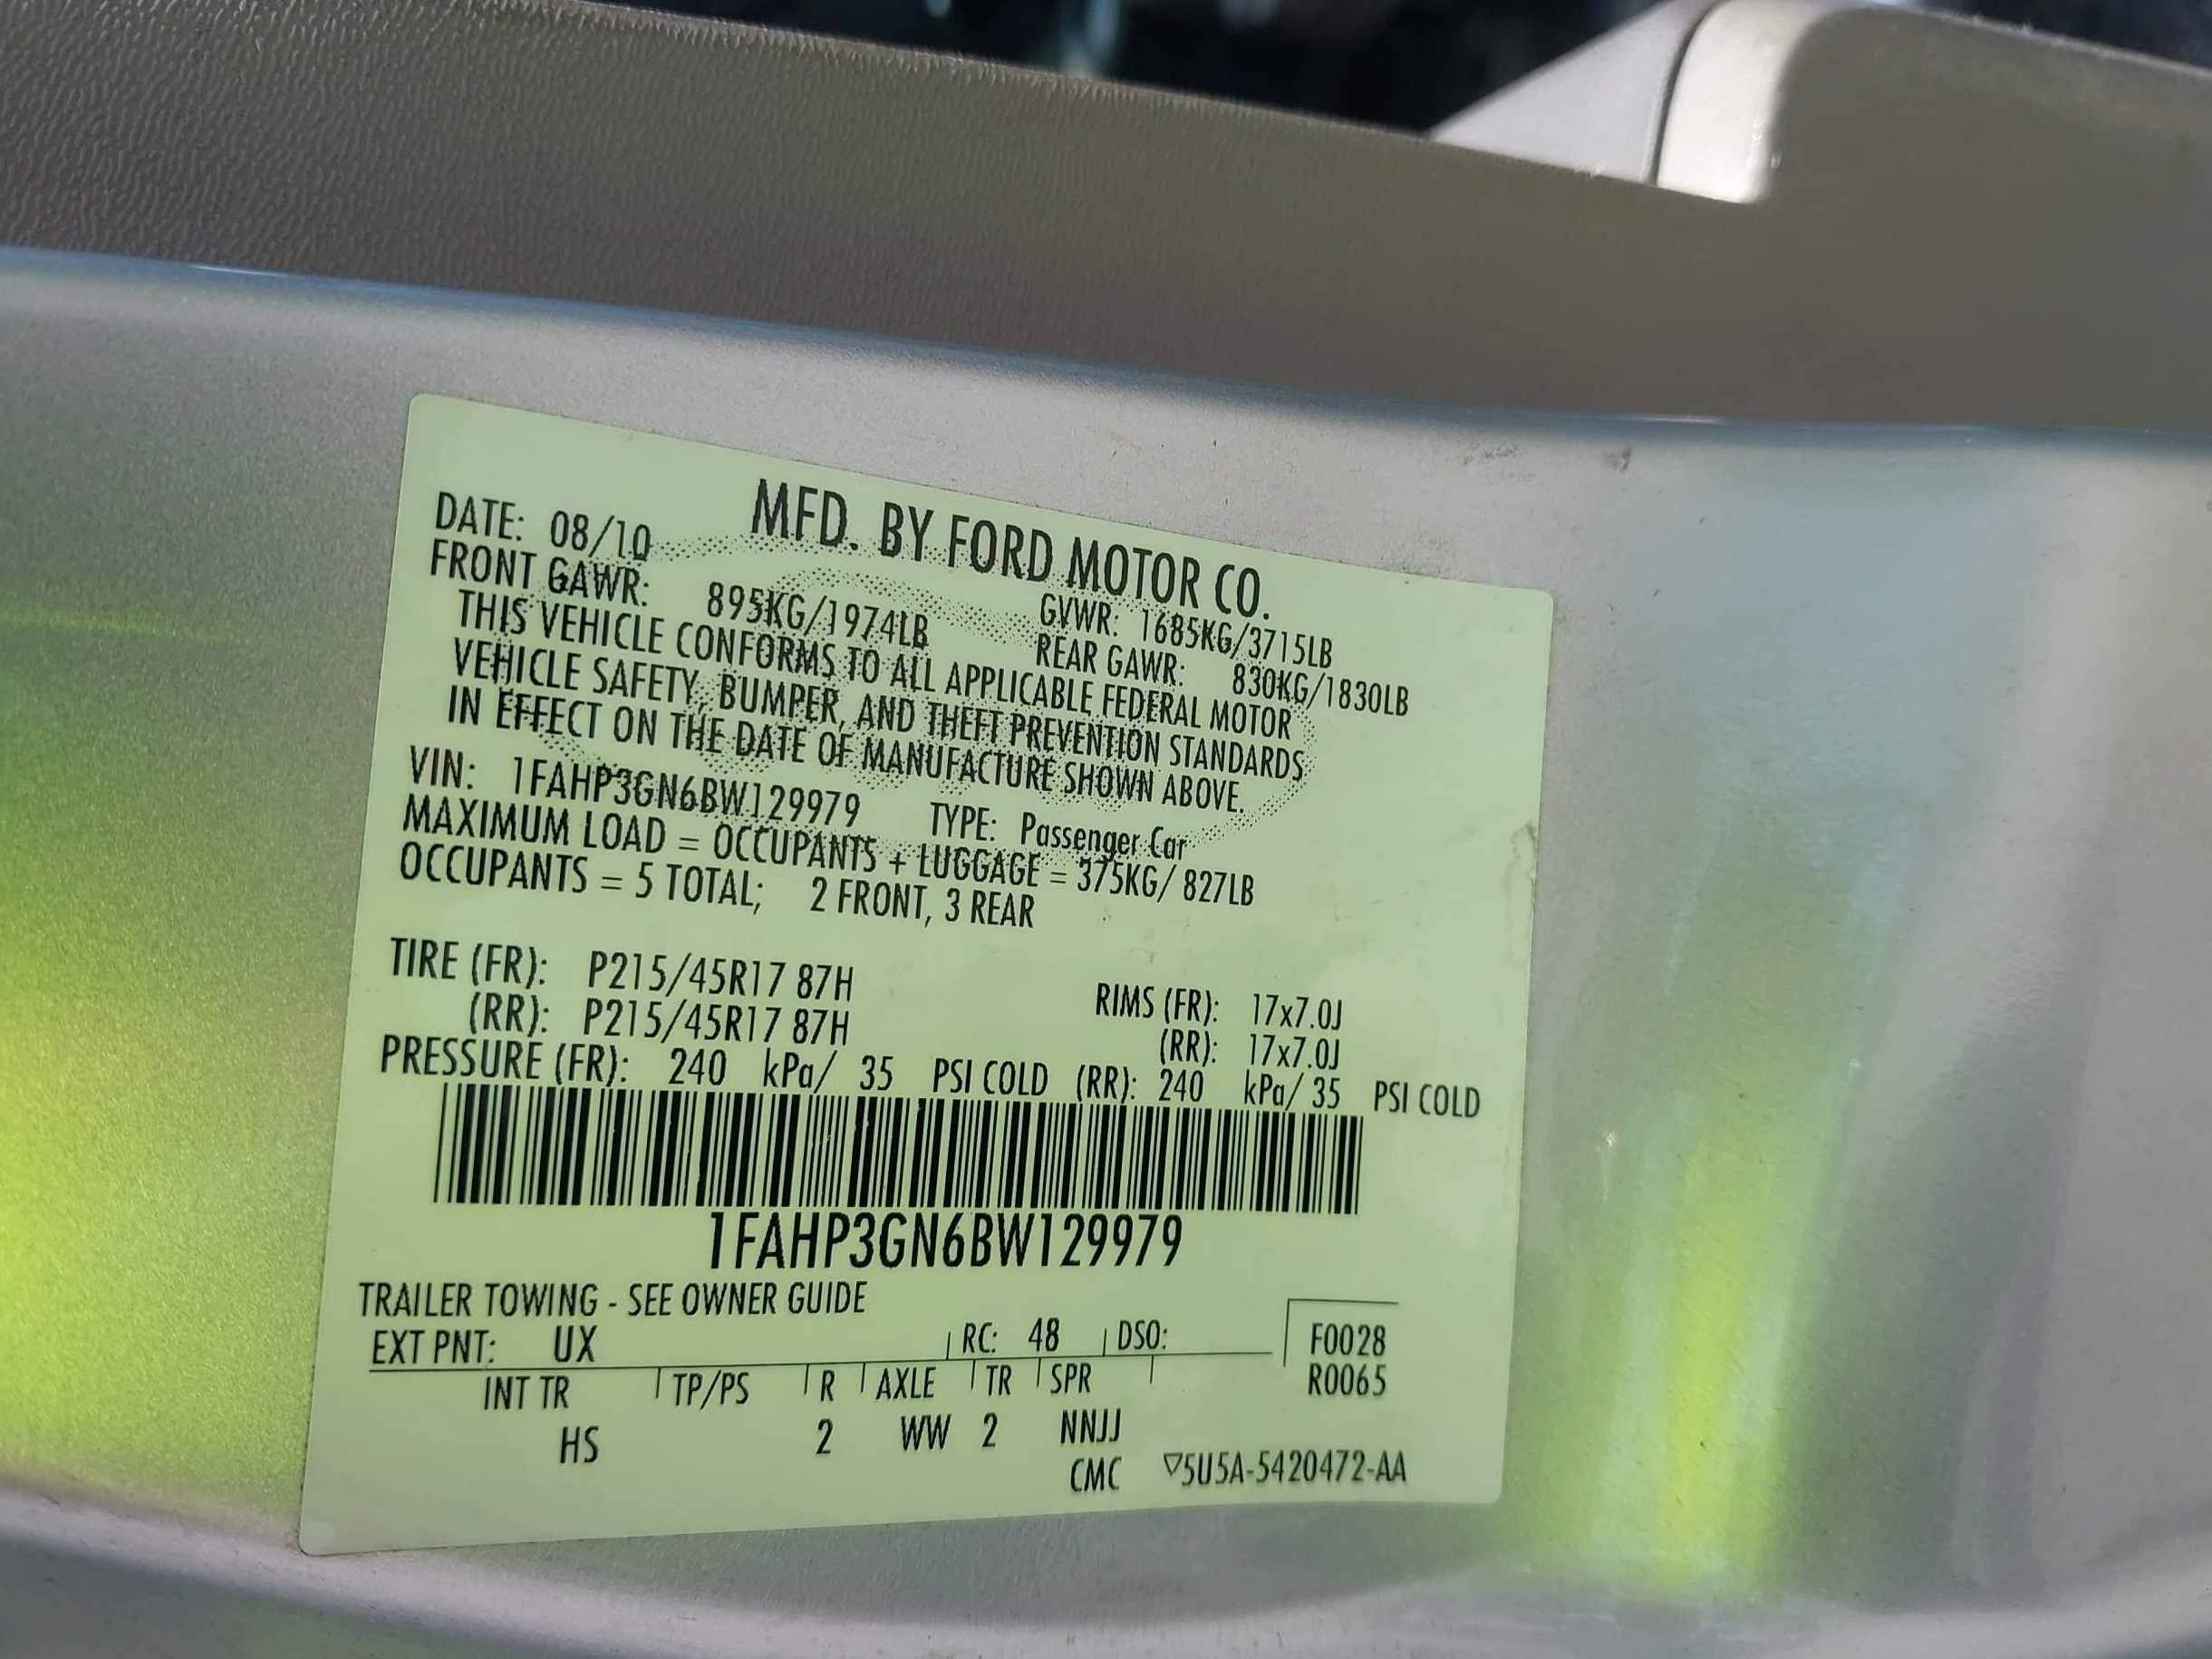 MFD. BY FORD MOTOR CO.
DATE: 08/10 GVWR: 1685KG/3715LB
FRONT GAWR: 895KG/1974LB REAR GAWR: 830KG/1830LB
THIS VEHICLE CONFORMS TO ALL APPLICABLE FEDERAL MOTOR
VEHICLE SAFETY, BUMPER, AND THEFT PREVENTION STANDARDS
IN EFFECT ON THE DATE OF MANUFACTURE SHOWN ABOVE.
VIN: 1FAHP3GN6BW129979 TYPE: Passenger Car
MAXIMUM LOAD = OCCUPANTS + LUGGAGE = 375KG/ 827LB
OCCUPANTS = 5 TOTAL; 2 FRONT, 3 REAR
TIRE (FR): P215/45R17 87H RIMS (FR): 17x7.0J
(RR): P215/45R17 87H (RR): 17x7.0J
PRESSURE (FR): 240 kPa/ 35 PSI COLD (RR): 240 kPa/ 35 PSI COLD
1FAHP3GN6BW129979
TRAILER TOWING - SEE OWNER GUIDE
EXT PNT: UX RC: 48 DSO: F0028
INT TR TP/PS R AXLE TR SPR R0065
HS 2 WW 2 NNJJ
CMC ▽5U5A-5420472-AA